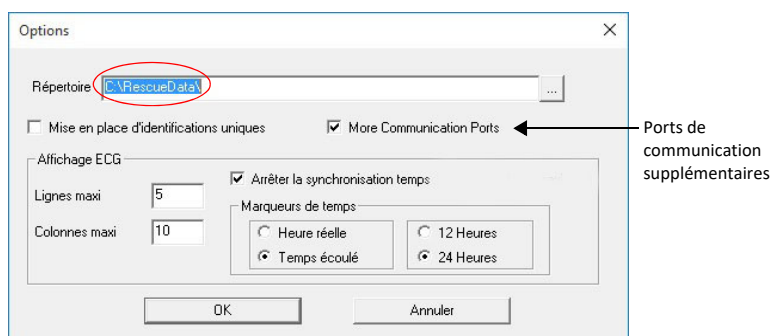 Options
Répertoire C:\RescueData\ ...
Mise en place d'identifications uniques More Communication Ports
Ports de
communication
supplémentaires
Affichage ECG
Arrêter la synchronisation temps
Lignes maxi 5
Marqueurs de temps
Colonnes maxi 10
Heure réelle 12 Heures
Temps écoulé 24 Heures
OK Annuler